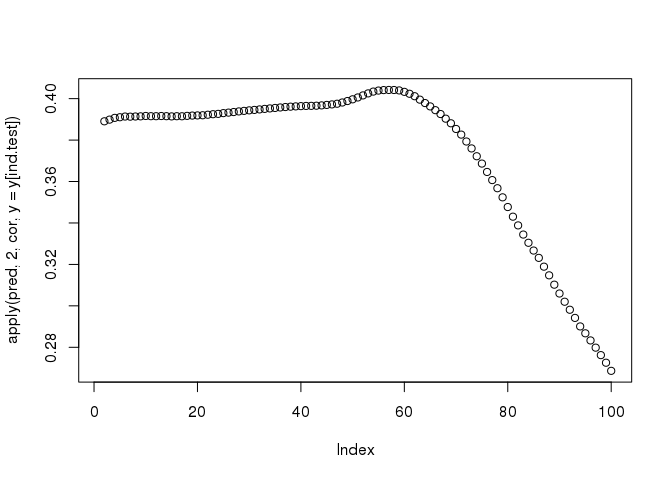 apply(pred, 2, cor, y = y[ind.test])
0.40
0.36
0.32
0.28
0 20 40 60 80 100
Index